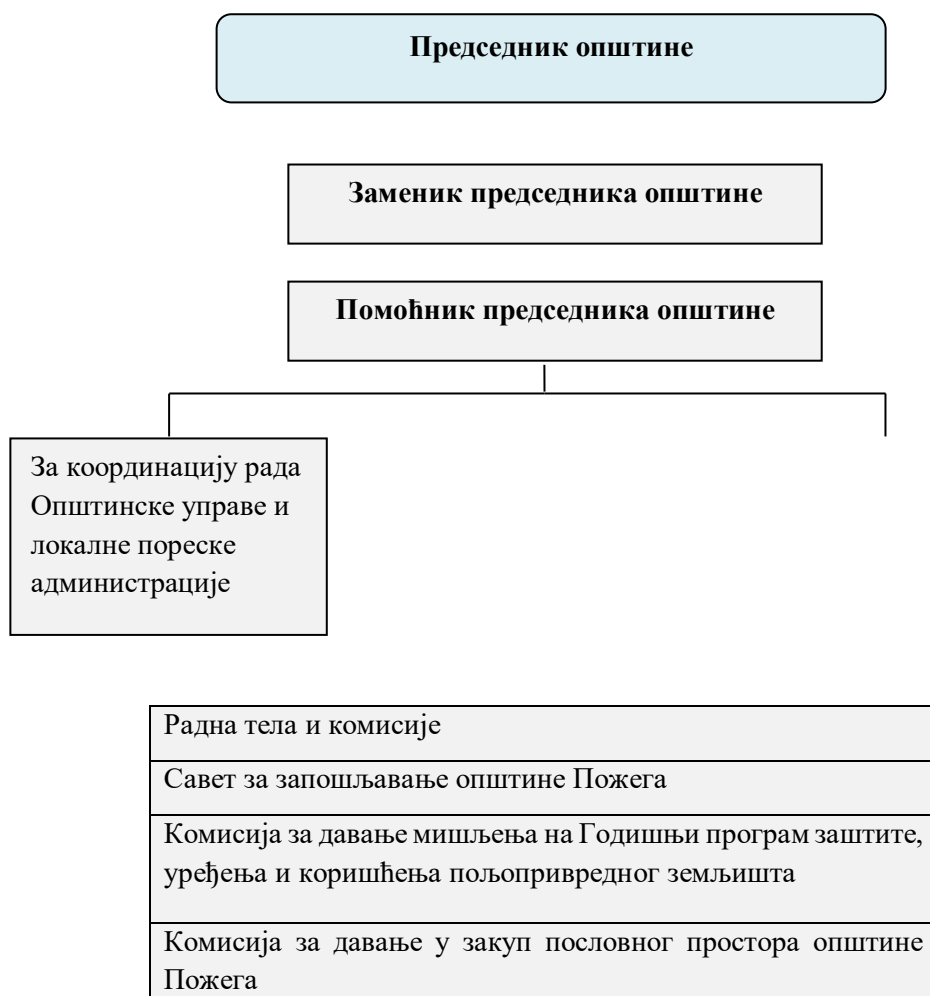 Председник општине
Заменик председника општине
Помоћник председника општине
За координацију рада
Општинске управе и
локалне пореске
администрације
Радна тела и комисије
Савет за запошљавање општине Пожега
Комисија за давање мишљења на Годишњи програм заштите,
уређења и коришћења пољопривредног земљишта
Комисија за давање у закуп пословног простора општине
Пожега